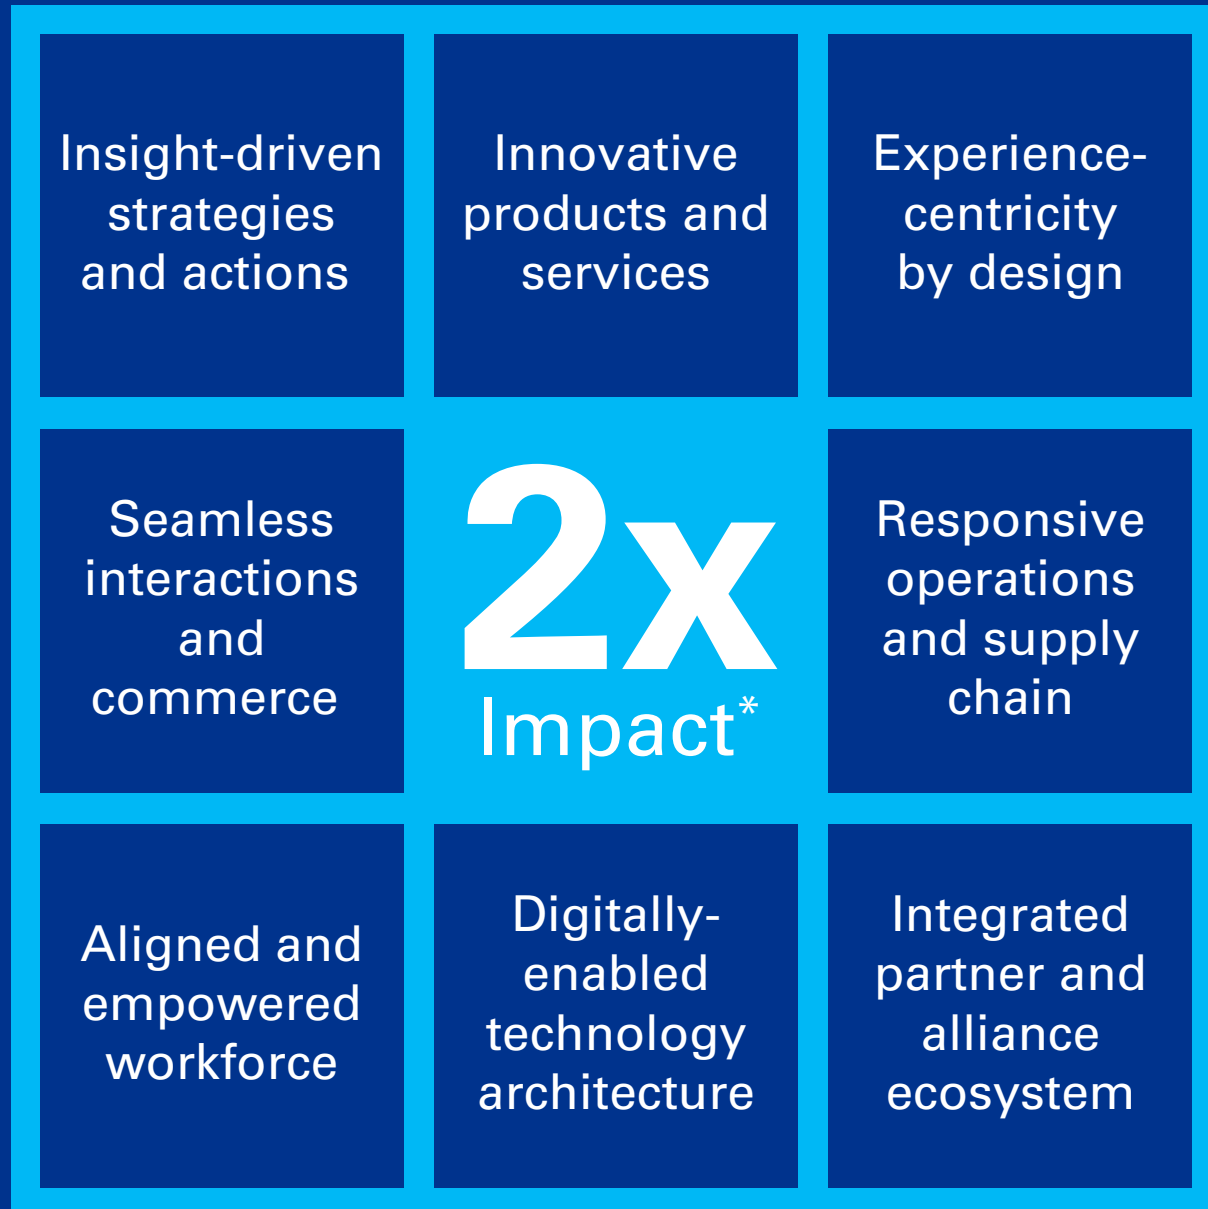 Insight-driven
strategies
and actions
Innovative
products and
services
Experience-
centricity
by design
Seamless
interactions
and
commerce
2x
Impact*
Responsive
operations
and supply
chain
Aligned and
empowered
workforce
Digitally-
enabled
technology
architecture
Integrated
partner and
alliance
ecosystem